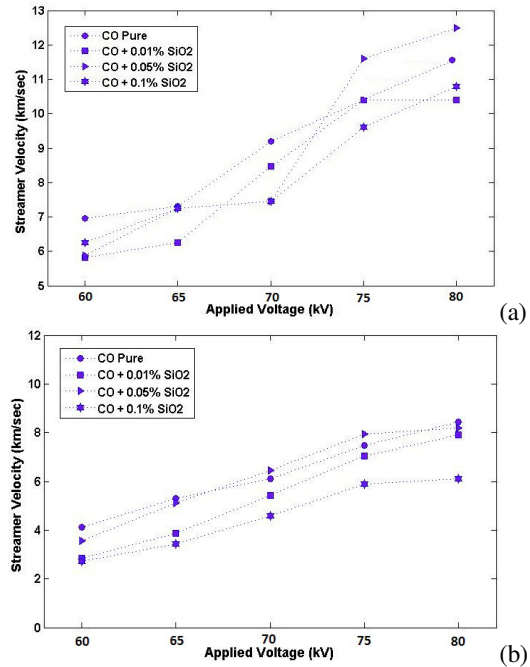 13
12
11
10
9
8
7
6
5
Streamer Velocity (km/sec)
CO Pure
CO + 0.01% SiO2
CO + 0.05% SiO2
CO + 0.1% SiO2
60 65 70 75 80
Applied Voltage (kV)
(a)
12
10
8
6
4
2
0
Streamer Velocity (km/sec)
CO Pure
CO + 0.01% SiO2
CO + 0.05% SiO2
CO + 0.1% SiO2
60 65 70 75 80
Applied Voltage (kV)
(b)